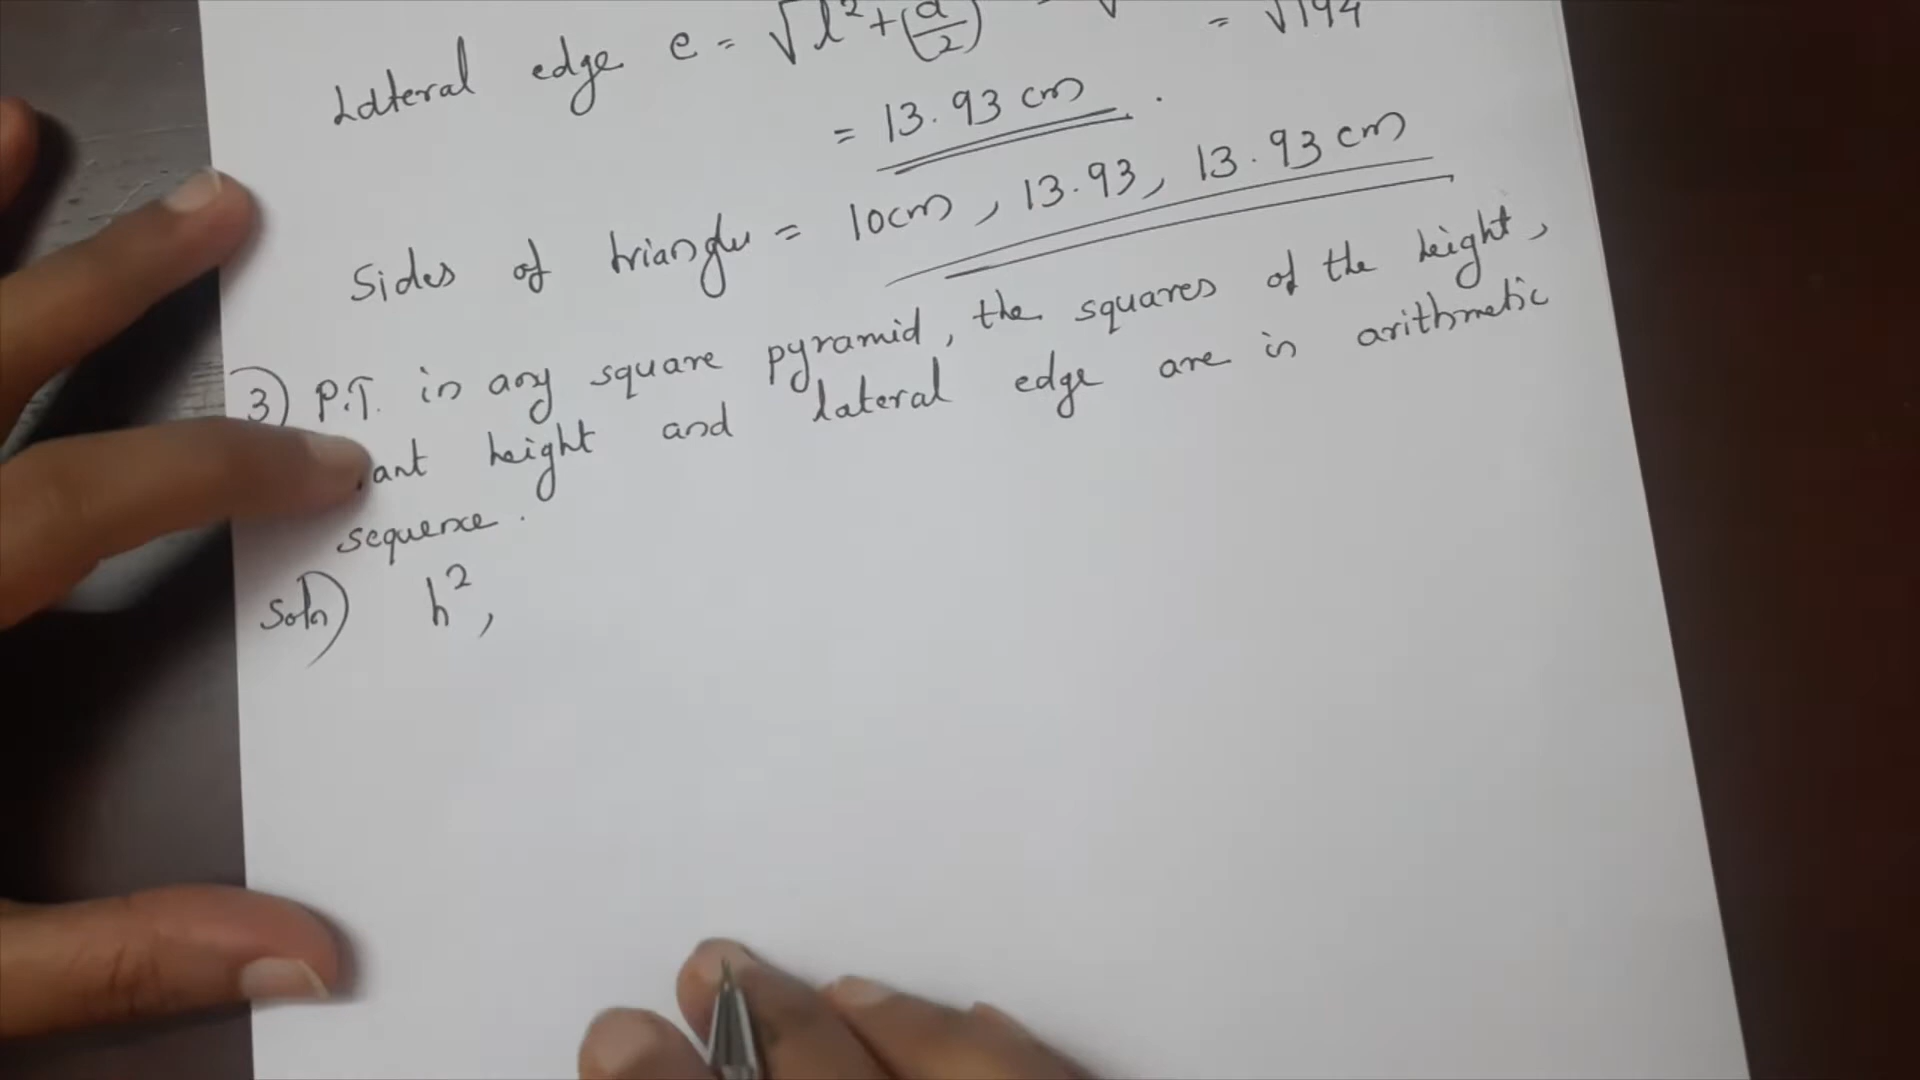 Lateral edge e = √l² + (a/2) = √194
= 13.93 cm .
Sides of triangle = 10cm , 13.93, 13.93 cm
3) P.T. in any square pyramid, the squares of the height,
ant height and lateral edge are in arithmetic
sequence .
Soln) h²,